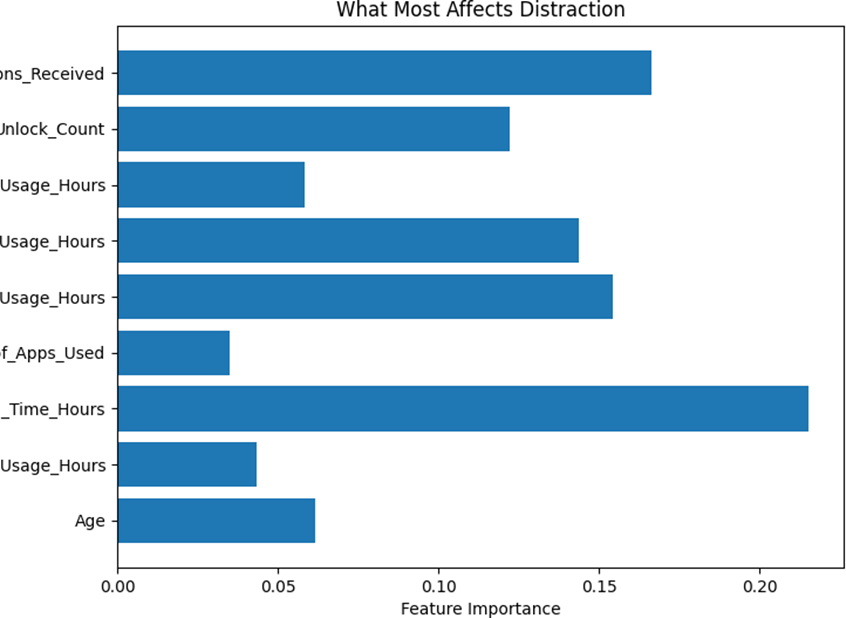 What Most Affects Distraction
ons_Received
Unlock_Count
Usage_Hours
Usage_Hours
Usage_Hours
of_Apps_Used
_Time_Hours
Usage_Hours
Age
0.00 0.05 0.10 0.15 0.20
Feature Importance